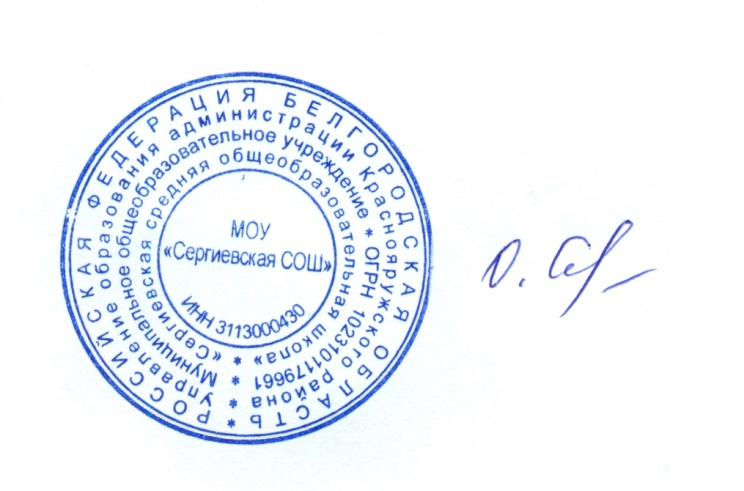 РОССИЙСКАЯ ФЕДЕРАЦИЯ БЕЛГОРОДСКАЯ ОБЛАСТЬ *
Управление образования администрации Краснояружского района *
Муниципальное общеобразовательное учреждение * ОГРН 1023101179661 *
«Сергиевская средняя общеобразовательная школа» *
МОУ
«Сергиевская СОШ»
ИНН 3113000430